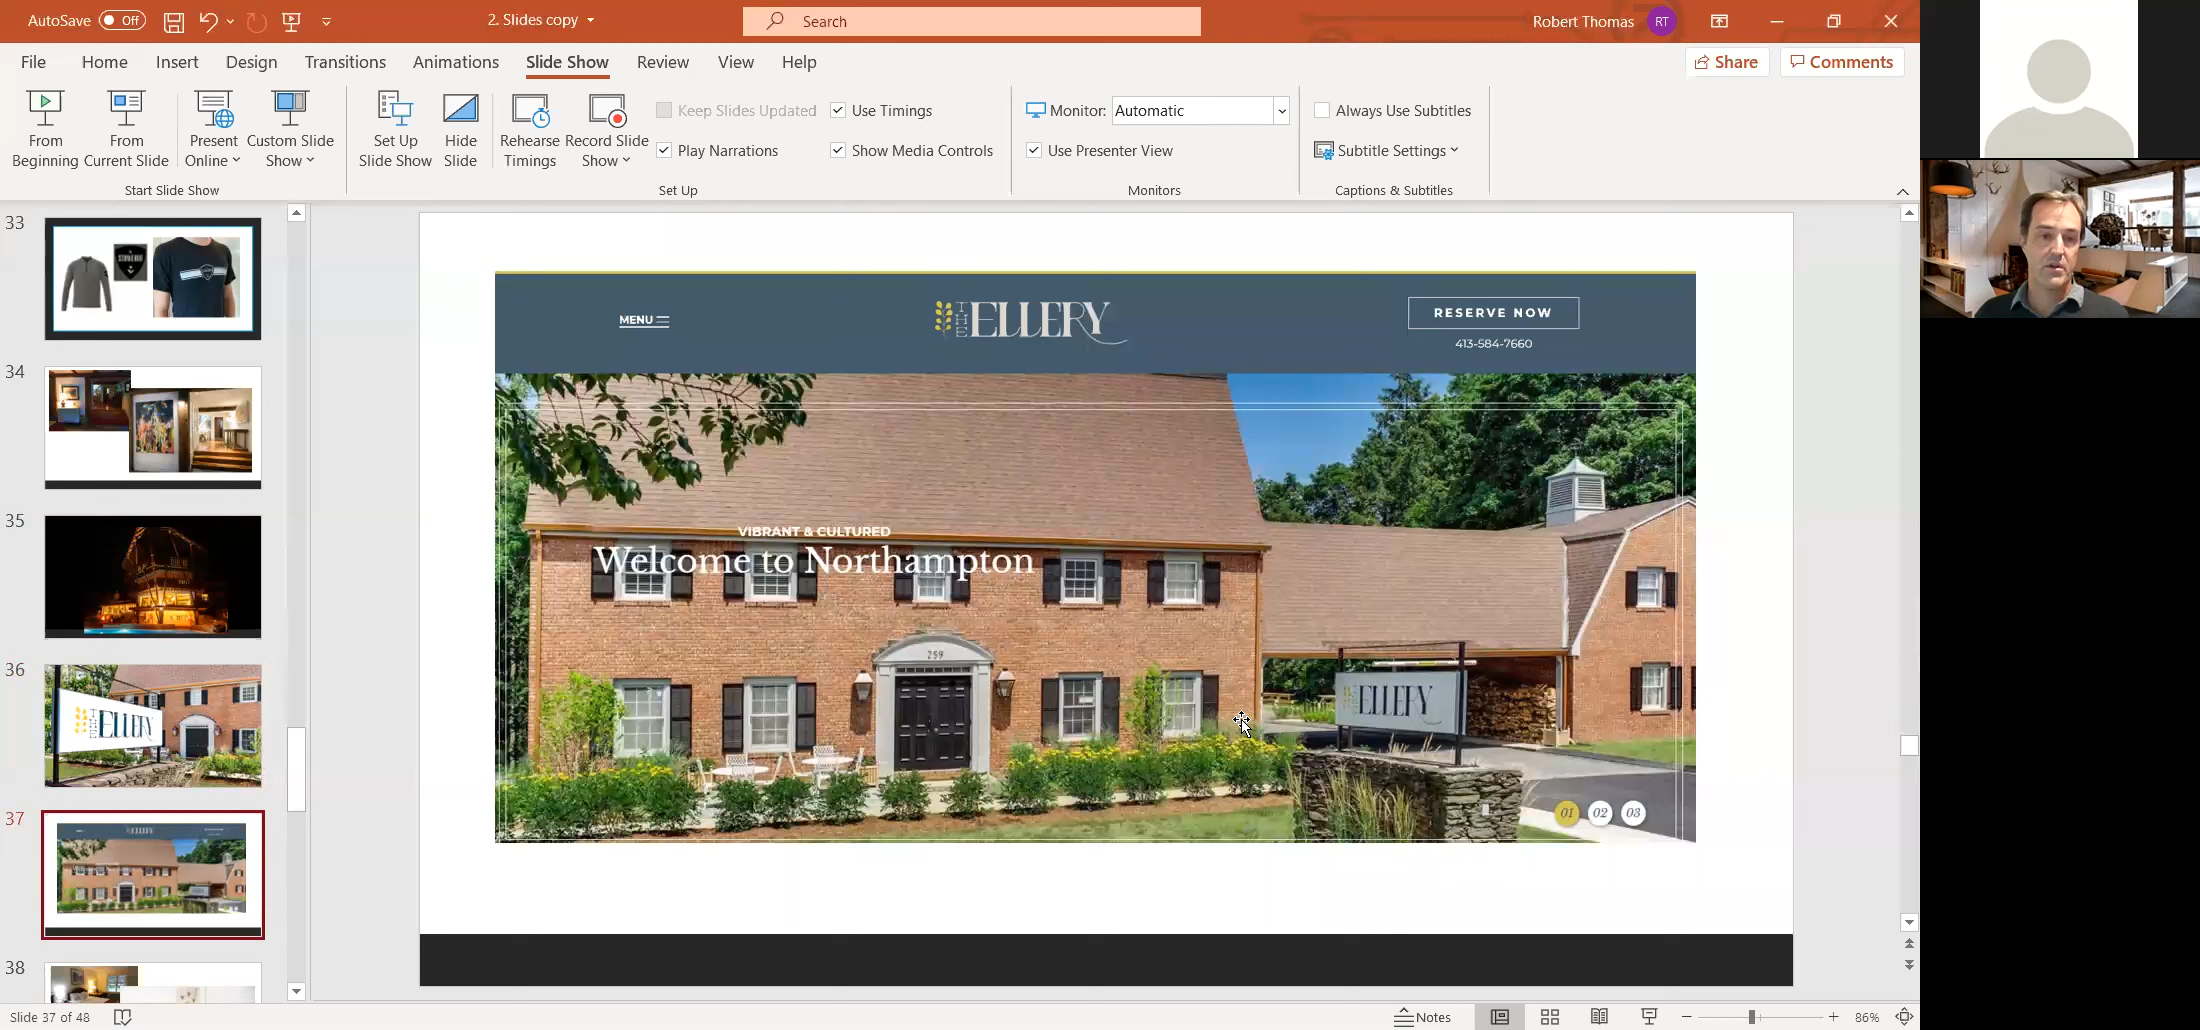 AutoSave Off
2. Slides copy
Search
Robert Thomas RT
File Home Insert Design Transitions Animations Slide Show Review View Help
Share Comments
From Beginning
From Current Slide
Present Online
Custom Slide Show
Start Slide Show
Set Up Slide Show
Hide Slide
Rehearse Timings
Record Slide Show
Keep Slides Updated
Play Narrations
Use Timings
Show Media Controls
Set Up
Monitor: Automatic
Use Presenter View
Monitors
Always Use Subtitles
Subtitle Settings
Captions & Subtitles
33
34
35
36
THE ELLERY
37
ELLERY
38
MENU
THE ELLERY
RESERVE NOW
413-584-7660
VIBRANT & CULTURED
Welcome to Northampton
259
ELLERY
01 02 03
Slide 37 of 48
Notes
86%